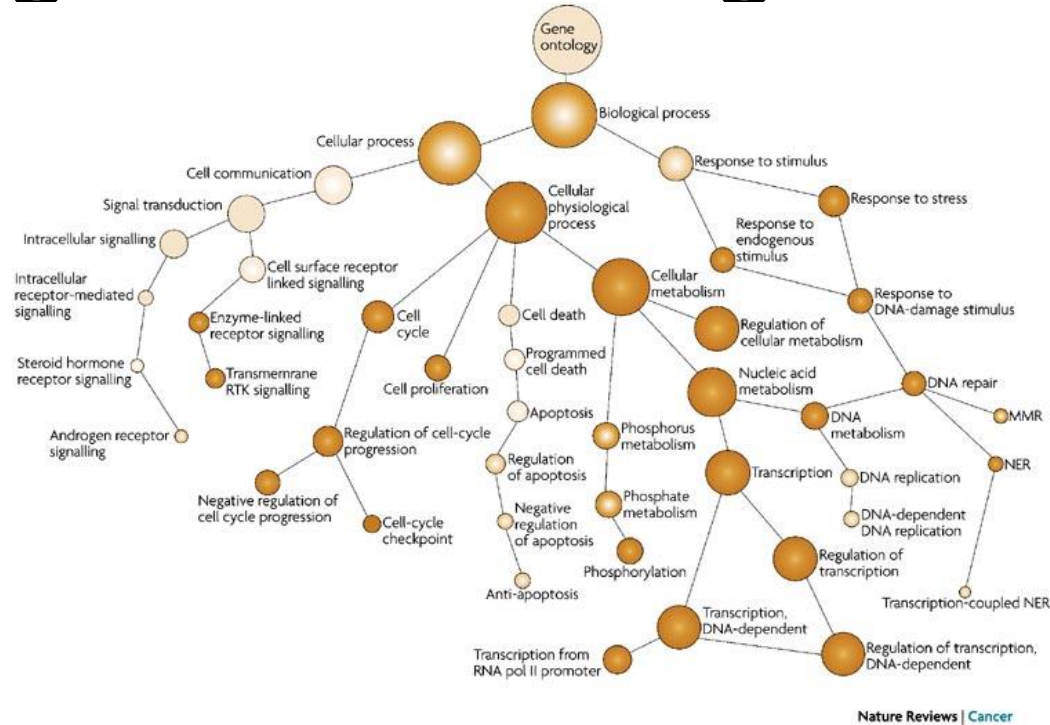 Gene
ontology
Biological process
Cellular process
Response to stimulus
Cell communication
Cellular
physiological
process
Response to stress
Signal transduction
Response to
endogenous
stimulus
Intracellular signalling
Cell surface receptor
linked signalling
Cellular
metabolism
Intracellular
receptor-mediated
signalling
Response to
DNA-damage stimulus
Enzyme-linked
receptor signalling
Cell
cycle
Cell death
Regulation of
cellular metabolism
Steroid hormone
receptor signalling
Transmembrane
RTK signalling
Cell proliferation
Programmed
cell death
Nucleic acid
metabolism
DNA repair
Apoptosis
DNA
metabolism
MMR
Androgen receptor
signalling
Regulation of cell-cycle
progression
Phosphorus
metabolism
Regulation
of apoptosis
Transcription
DNA replication
NER
Negative regulation of
cell cycle progression
Cell-cycle
checkpoint
Negative
regulation
of apoptosis
Phosphate
metabolism
DNA-dependent
DNA replication
Phosphorylation
Regulation of
transcription
Anti-apoptosis
Transcription-coupled NER
Transcription,
DNA-dependent
Transcription from
RNA pol II promoter
Regulation of transcription,
DNA-dependent
Nature Reviews | Cancer